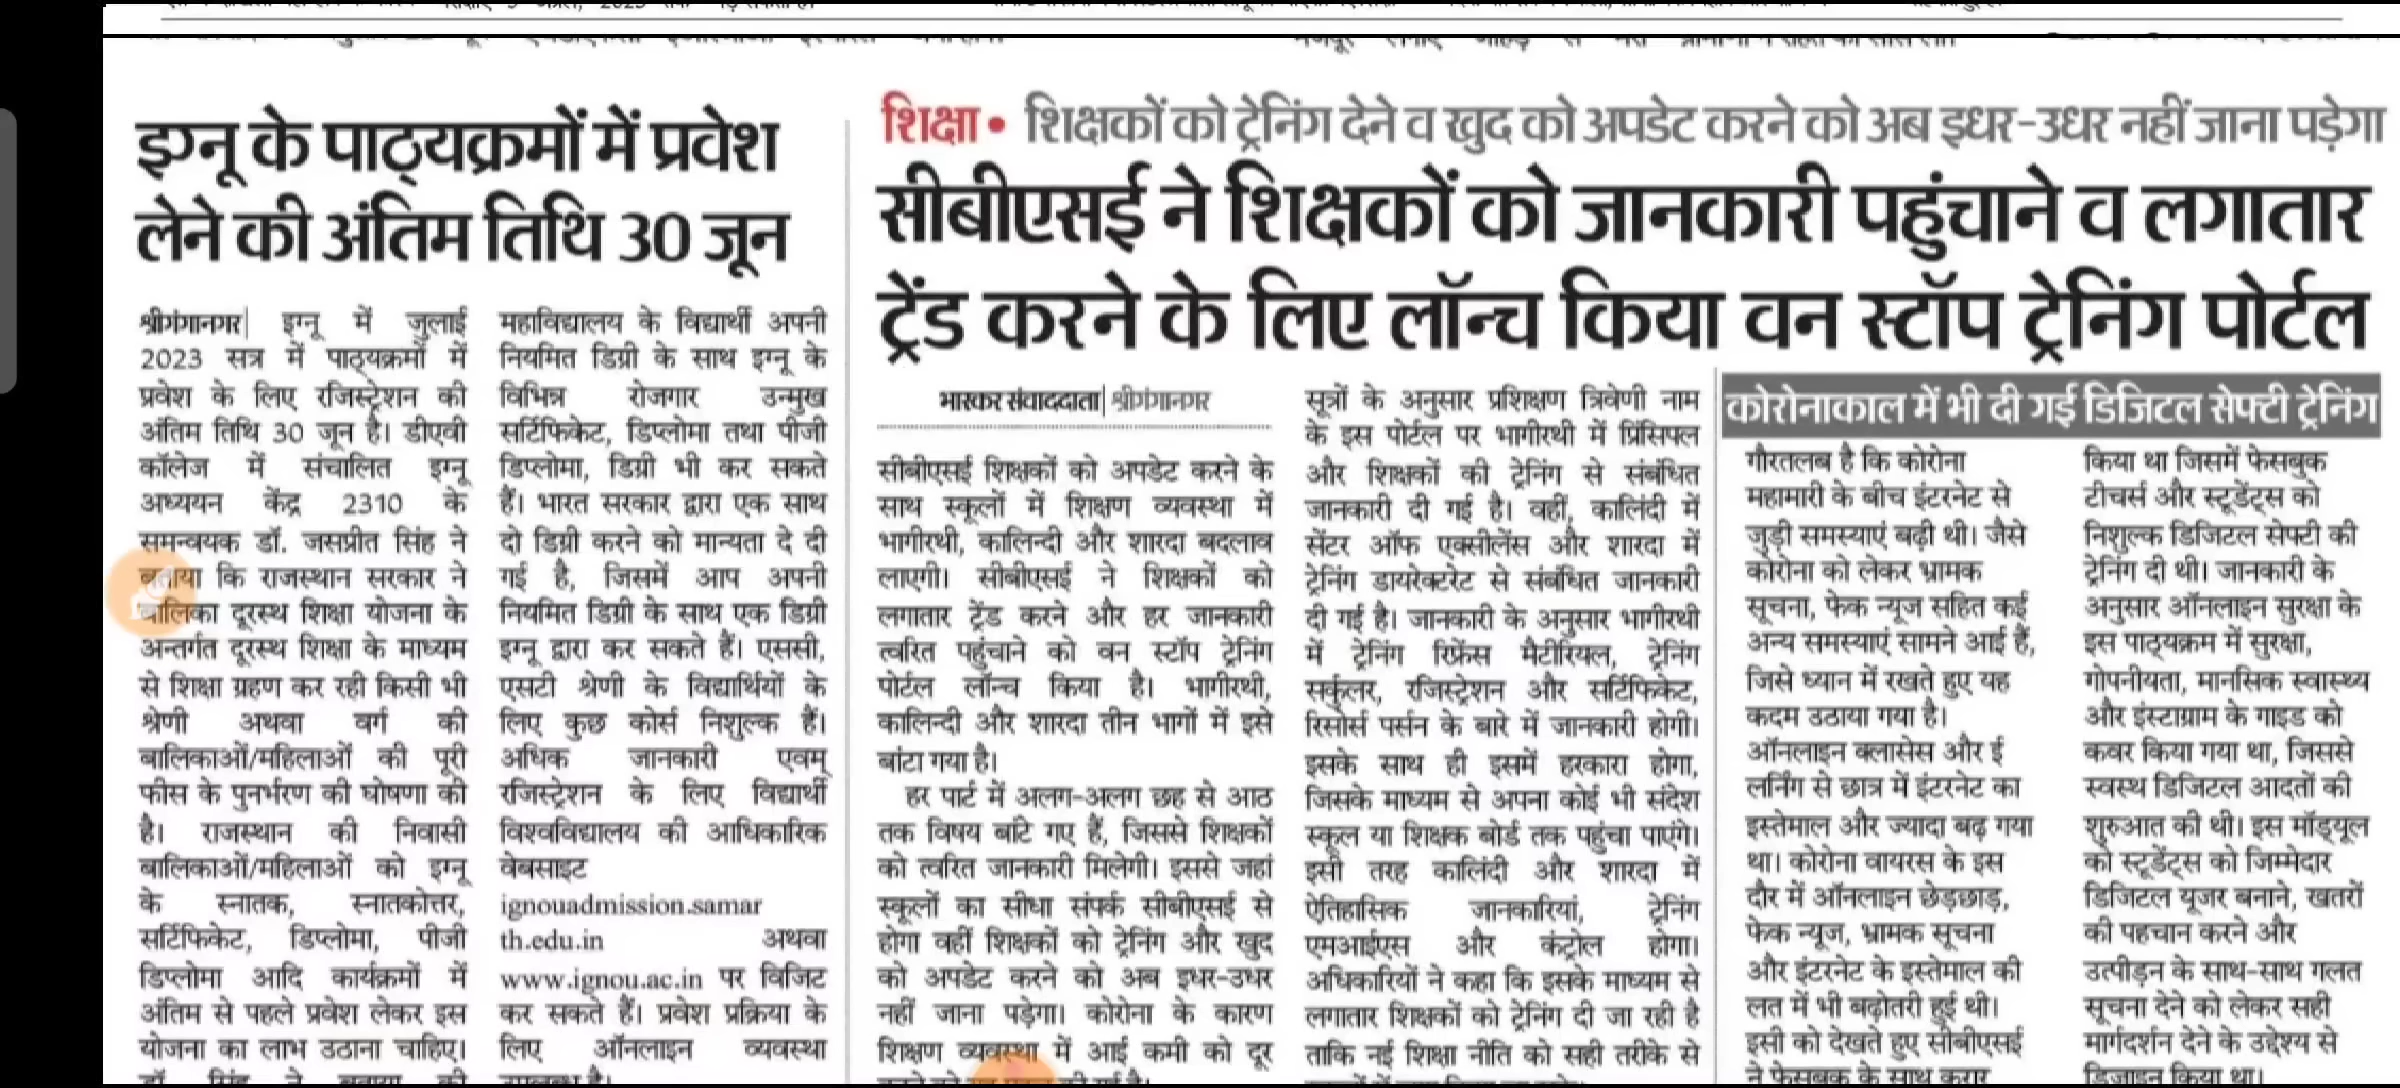 इग्नू के पाठ्यक्रमों में प्रवेश
लेने की अंतिम तिथि 30 जून
श्रीगंगानगर| इग्नू में जुलाई
2023 सत्र में पाठ्यक्रमों में
प्रवेश के लिए रजिस्ट्रेशन की
अंतिम तिथि 30 जून है। डीएवी
कॉलेज में संचालित इग्नू
अध्ययन केंद्र 2310 के
समन्वयक डॉ. जसप्रीत सिंह ने
बताया कि राजस्थान सरकार ने
बालिका दूरस्थ शिक्षा योजना के
अन्तर्गत दूरस्थ शिक्षा के माध्यम
से शिक्षा ग्रहण कर रही किसी भी
श्रेणी अथवा वर्ग की
बालिकाओं/महिलाओं की पूरी
फीस के पुनर्भरण की घोषणा की
है। राजस्थान की निवासी
बालिकाओं/महिलाओं को इग्नू
के स्नातक, स्नातकोत्तर,
सर्टिफिकेट, डिप्लोमा, पीजी
डिप्लोमा आदि कार्यक्रमों में
अंतिम से पहले प्रवेश लेकर इस
योजना का लाभ उठाना चाहिए।
महाविद्यालय के विद्यार्थी अपनी
नियमित डिग्री के साथ इग्नू के
विभिन्न रोजगार उन्मुख
सर्टिफिकेट, डिप्लोमा तथा पीजी
डिप्लोमा, डिग्री भी कर सकते
हैं। भारत सरकार द्वारा एक साथ
दो डिग्री करने को मान्यता दे दी
गई है, जिसमें आप अपनी
नियमित डिग्री के साथ एक डिग्री
इग्नू द्वारा कर सकते हैं। एससी,
एसटी श्रेणी के विद्यार्थियों के
लिए कुछ कोर्स निशुल्क हैं।
अधिक जानकारी एवम्
रजिस्ट्रेशन के लिए विद्यार्थी
विश्वविद्यालय की आधिकारिक
वेबसाइट
ignouadmission.samar
th.edu.in अथवा
www.ignou.ac.in पर विजिट
कर सकते हैं। प्रवेश प्रक्रिया के
लिए ऑनलाइन व्यवस्था
शिक्षा • शिक्षकों को ट्रेनिंग देने व खुद को अपडेट करने को अब इधर-उधर नहीं जाना पड़ेगा
सीबीएसई ने शिक्षकों को जानकारी पहुंचाने व लगातार
ट्रेंड करने के लिए लॉन्च किया वन स्टॉप ट्रेनिंग पोर्टल
भास्कर संवाददाता| श्रीगंगानगर
सीबीएसई शिक्षकों को अपडेट करने के
साथ स्कूलों में शिक्षण व्यवस्था में
भागीरथी, कालिन्दी और शारदा बदलाव
लाएगी। सीबीएसई ने शिक्षकों को
लगातार ट्रेंड करने और हर जानकारी
त्वरित पहुंचाने को वन स्टॉप ट्रेनिंग
पोर्टल लॉन्च किया है। भागीरथी,
कालिन्दी और शारदा तीन भागों में इसे
बांटा गया है।
हर पार्ट में अलग-अलग छह से आठ
तक विषय बांटे गए हैं, जिससे शिक्षकों
को त्वरित जानकारी मिलेगी। इससे जहां
स्कूलों का सीधा संपर्क सीबीएसई से
होगा वहीं शिक्षकों को ट्रेनिंग और खुद
को अपडेट करने को अब इधर-उधर
नहीं जाना पड़ेगा। कोरोना के कारण
शिक्षण व्यवस्था में आई कमी को दूर
सूत्रों के अनुसार प्रशिक्षण त्रिवेणी नाम
के इस पोर्टल पर भागीरथी में प्रिंसिपल
और शिक्षकों की ट्रेनिंग से संबंधित
जानकारी दी गई है। वहीं, कालिंदी में
सेंटर ऑफ एक्सीलेंस और शारदा में
ट्रेनिंग डायरेक्टरेट से संबंधित जानकारी
दी गई है। जानकारी के अनुसार भागीरथी
में ट्रेनिंग रिफ्रेंस मैटीरियल, ट्रेनिंग
सर्कुलर, रजिस्ट्रेशन और सर्टिफिकेट,
रिसोर्स पर्सन के बारे में जानकारी होगी।
इसके साथ ही इसमें हरकारा होगा,
जिसके माध्यम से अपना कोई भी संदेश
स्कूल या शिक्षक बोर्ड तक पहुंचा पाएंगे।
इसी तरह कालिंदी और शारदा में
ऐतिहासिक जानकारियां, ट्रेनिंग
एमआईएस और कंट्रोल होगा।
अधिकारियों ने कहा कि इसके माध्यम से
लगातार शिक्षकों को ट्रेनिंग दी जा रही है
ताकि नई शिक्षा नीति को सही तरीके से
कोरोनाकाल में भी दी गई डिजिटल सेफ्टी ट्रेनिंग
गौरतलब है कि कोरोना
महामारी के बीच इंटरनेट से
जुड़ी समस्याएं बढ़ी थी। जैसे
कोरोना को लेकर भ्रामक
सूचना, फेक न्यूज सहित कई
अन्य समस्याएं सामने आई हैं,
जिसे ध्यान में रखते हुए यह
कदम उठाया गया है।
ऑनलाइन क्लासेस और ई
लर्निंग से छात्र में इंटरनेट का
इस्तेमाल और ज्यादा बढ़ गया
था। कोरोना वायरस के इस
दौर में ऑनलाइन छेड़छाड़,
फेक न्यूज, भ्रामक सूचना
और इंटरनेट के इस्तेमाल की
लत में भी बढ़ोतरी हुई थी।
इसी को देखते हुए सीबीएसई
ने फेसबुक के साथ करार
किया था जिसमें फेसबुक
टीचर्स और स्टूडेंट्स को
निशुल्क डिजिटल सेफ्टी की
ट्रेनिंग दी थी। जानकारी के
अनुसार ऑनलाइन सुरक्षा के
इस पाठ्यक्रम में सुरक्षा,
गोपनीयता, मानसिक स्वास्थ्य
और इंस्टाग्राम के गाइड को
कवर किया गया था, जिससे
स्वस्थ डिजिटल आदतों की
शुरुआत की थी। इस मॉड्यूल
को स्टूडेंट्स को जिम्मेदार
डिजिटल यूजर बनाने, खतरों
की पहचान करने और
उत्पीड़न के साथ-साथ गलत
सूचना देने को लेकर सही
मार्गदर्शन देने के उद्देश्य से
डिजाइन किया था।